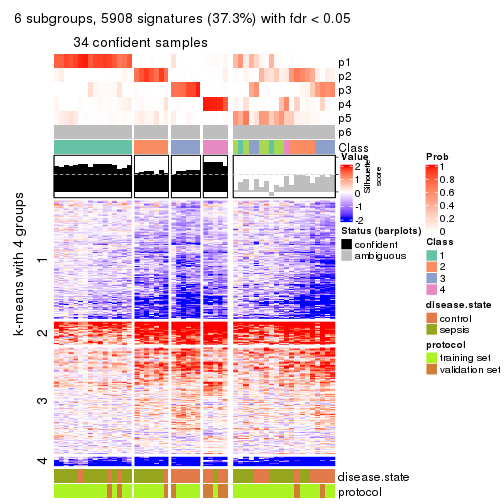 6 subgroups, 5908 signatures (37.3%) with fdr < 0.05
34 confident samples
p1
p2
p3
p4
p5
p6
Class
Silhouette
score
k-means with 4 groups
1
2
3
4
disease.state
protocol
Value
2
1
0
-1
-2
Status (barplots)
confident
ambiguous
Prob
1
0.8
0.6
0.4
0.2
0
Class
1
2
3
4
disease.state
control
sepsis
protocol
training set
validation set